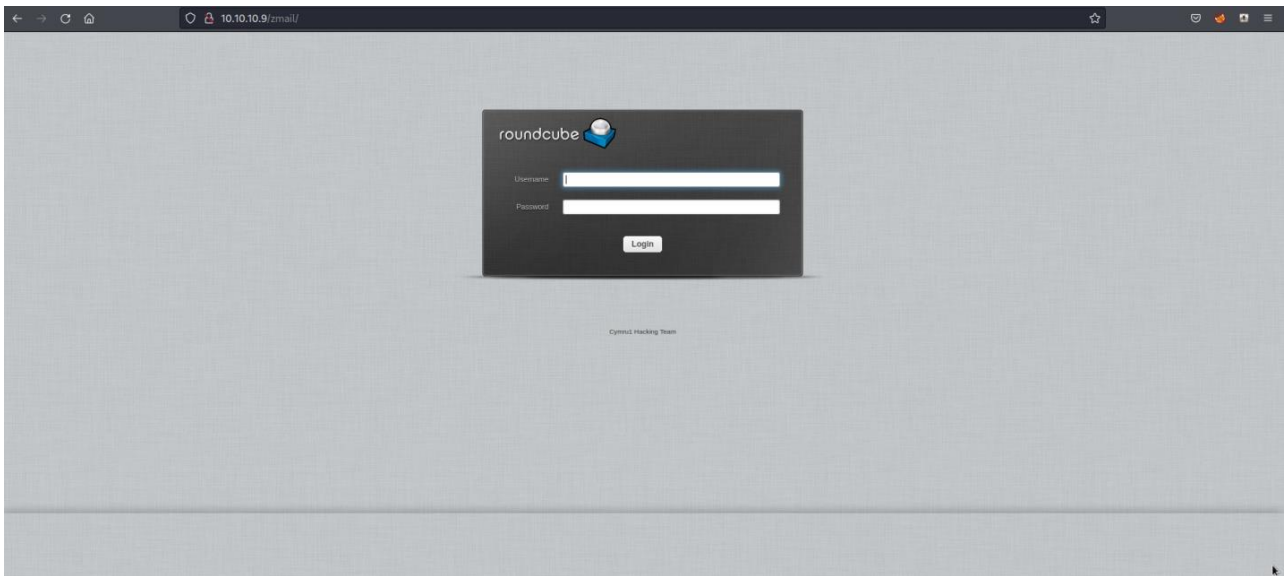 10.10.10.9/zmail/
roundcube
Username
Password
Login
Cymru1 Hacking Team